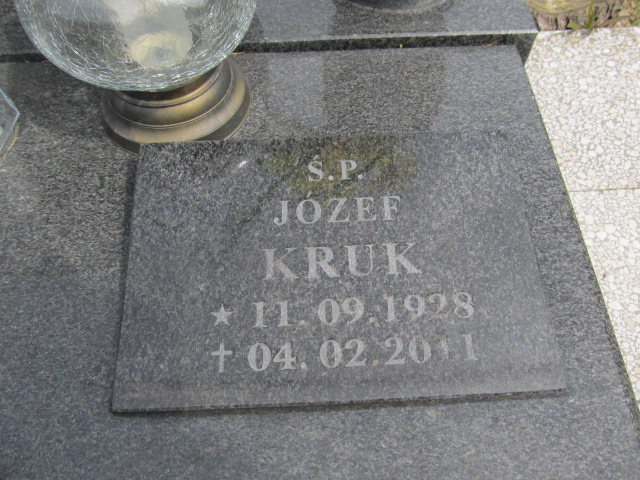 Ś.P.
JÓZEF
KRUK
★ 11.09.1928
✝ 04.02.2011